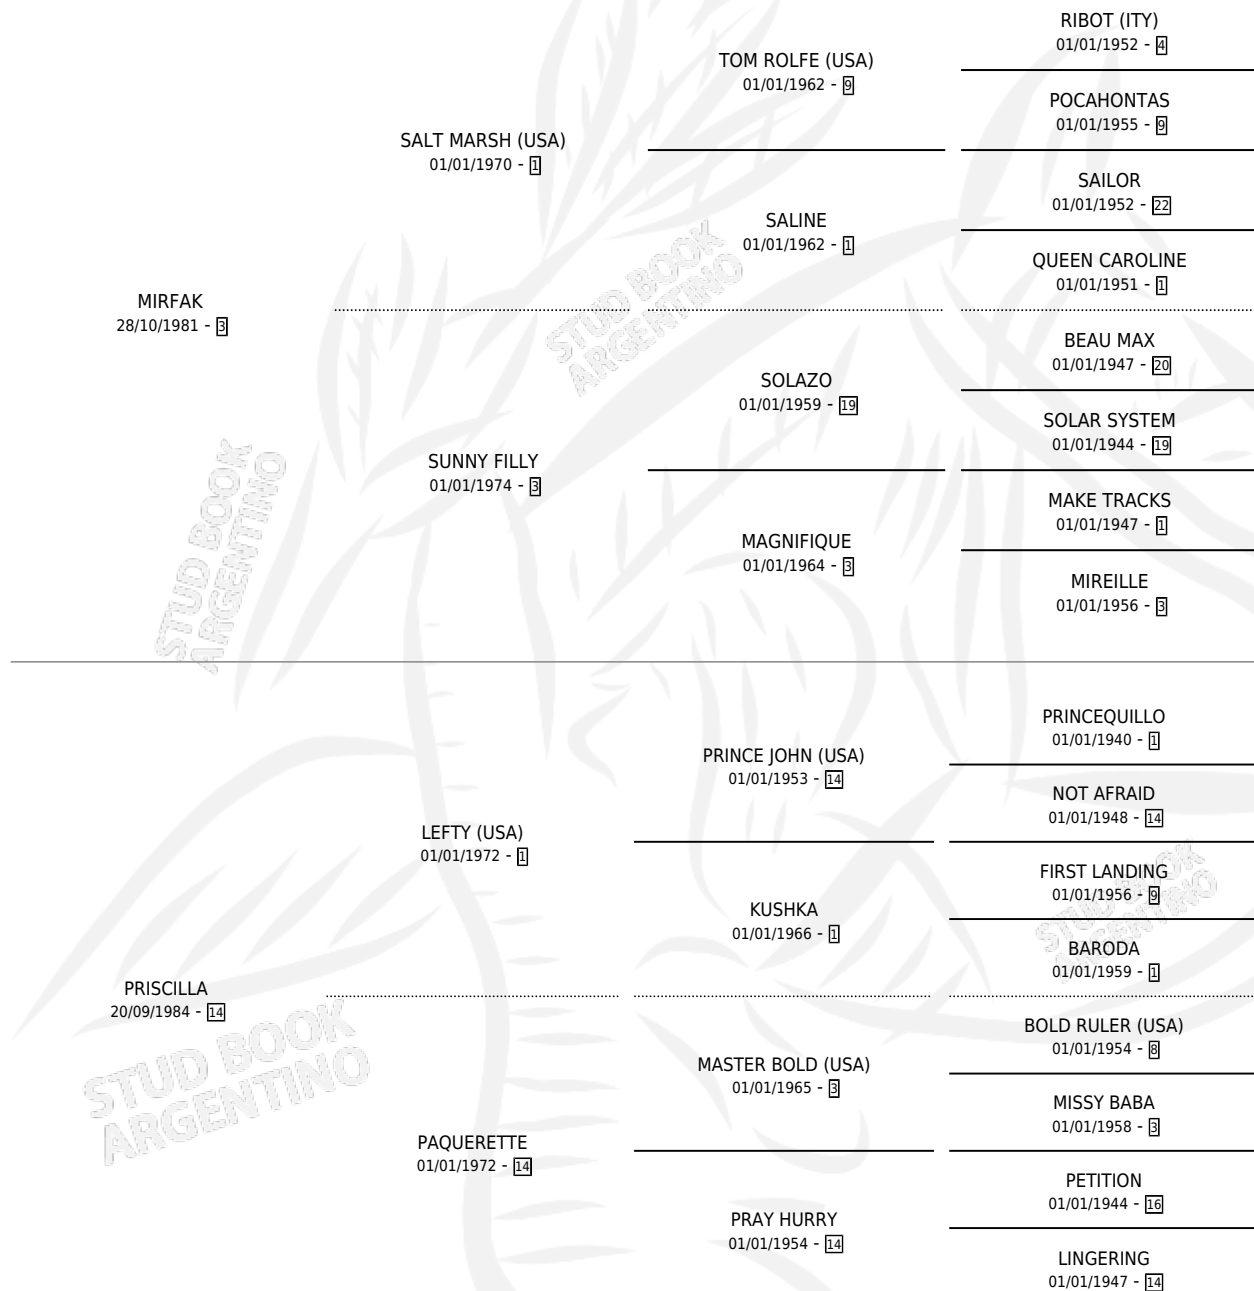 RIBOT (ITY)
01/01/1952 - 4
TOM ROLFE (USA)
01/01/1962 - 9
POCAHONTAS
01/01/1955 - 9
SALT MARSH (USA)
01/01/1970 - 1
SAILOR
01/01/1952 - 22
SALINE
01/01/1962 - 1
QUEEN CAROLINE
01/01/1951 - 1
MIRFAK
28/10/1981 - 3
BEAU MAX
01/01/1947 - 20
SOLAZO
01/01/1959 - 19
SOLAR SYSTEM
01/01/1944 - 19
SUNNY FILLY
01/01/1974 - 3
MAKE TRACKS
01/01/1947 - 1
MAGNIFIQUE
01/01/1964 - 3
MIREILLE
01/01/1956 - 3
PRINCEQUILLO
01/01/1940 - 1
PRINCE JOHN (USA)
01/01/1953 - 14
NOT AFRAID
01/01/1948 - 14
LEFTY (USA)
01/01/1972 - 1
FIRST LANDING
01/01/1956 - 9
KUSHKA
01/01/1966 - 1
BARODA
01/01/1959 - 1
PRISCILLA
20/09/1984 - 14
BOLD RULER (USA)
01/01/1954 - 8
MASTER BOLD (USA)
01/01/1965 - 3
MISSY BABA
01/01/1958 - 3
PAQUERETTE
01/01/1972 - 14
PETITION
01/01/1944 - 16
PRAY HURRY
01/01/1954 - 14
LINGERING
01/01/1947 - 14
STUD BOOK
ARGENTINO
STUD BOOK
ARGENTINO
STUD BOOK
ARGENTINO
STUD BOOK
ARGENTINO